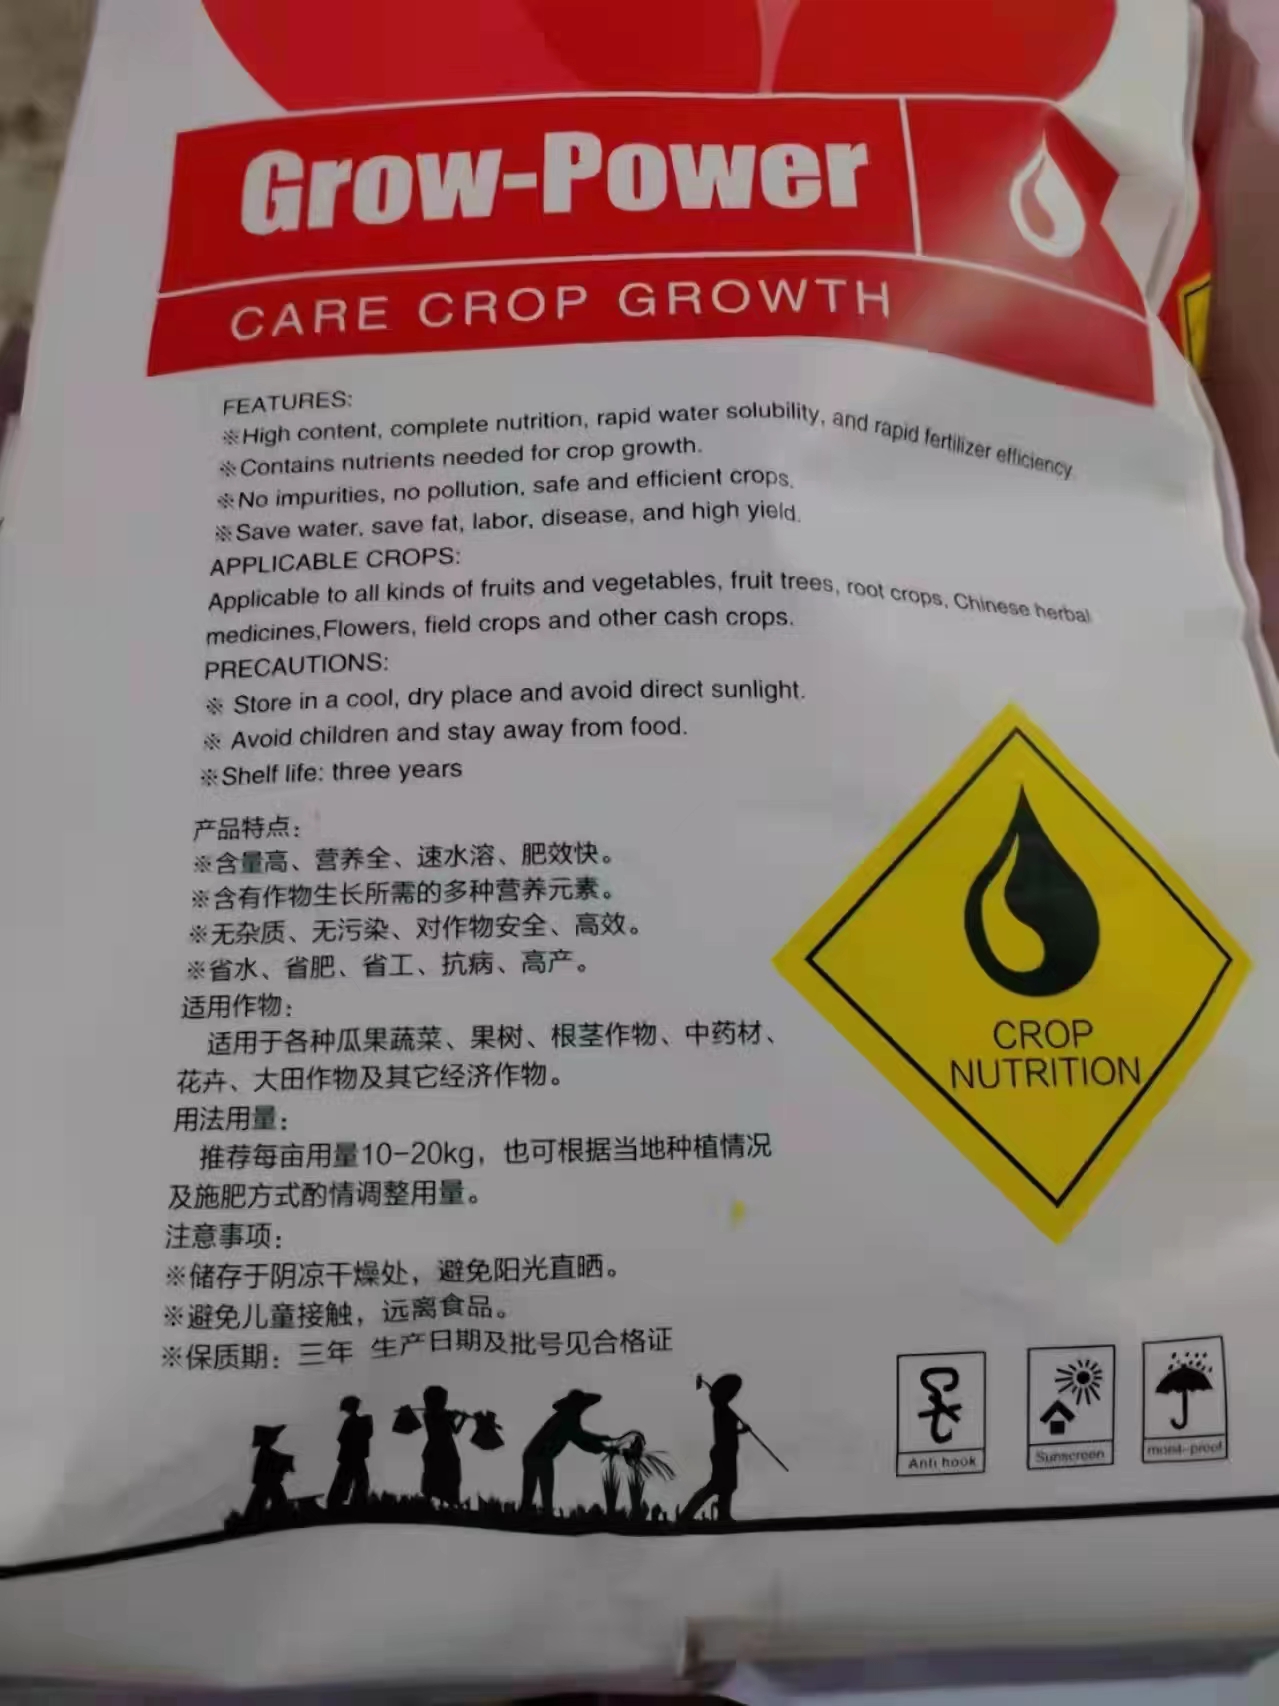 Grow-Power
CARE CROP GROWTH
FEATURES:
※High content, complete nutrition, rapid water solubility, and rapid fertilizer efficiency.
※Contains nutrients needed for crop growth.
※No impurities, no pollution, safe and efficient crops.
※Save water, save fat, labor, disease, and high yield.
APPLICABLE CROPS:
Applicable to all kinds of fruits and vegetables, fruit trees, root crops, Chinese herbal
medicines,Flowers, field crops and other cash crops.
PRECAUTIONS:
※ Store in a cool, dry place and avoid direct sunlight.
※ Avoid children and stay away from food.
※Shelf life: three years
产品特点：
※含量高、营养全、速水溶、肥效快。
※含有作物生长所需的多种营养元素。
※无杂质、无污染、对作物安全、高效。
※省水、省肥、省工、抗病、高产。
适用作物：
适用于各种瓜果蔬菜、果树、根茎作物、中药材、
花卉、大田作物及其它经济作物。
用法用量：
推荐每亩用量10-20kg，也可根据当地种植情况
及施肥方式酌情调整用量。
注意事项：
※储存于阴凉干燥处，避免阳光直晒。
※避免儿童接触，远离食品。
※保质期：三年 生产日期及批号见合格证
CROP
NUTRITION
Anti hook
Sunscreen
moist-proof